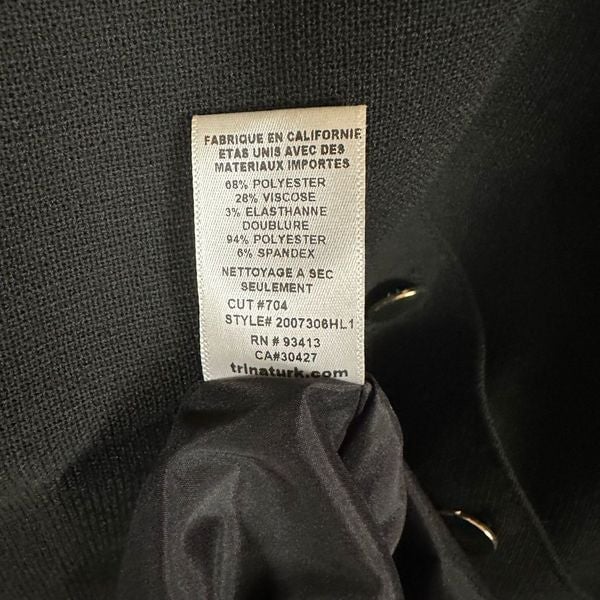 FABRIQUE EN CALIFORNIE
ETAS UNIS AVEC DES
MATERIAUX IMPORTES
68% POLYESTER
28% VISCOSE
3% ELASTHANNE
DOUBLURE
94% POLYESTER
6% SPANDEX
NETTOYAGE A SEC
SEULEMENT
CUT #704
STYLE# 2007306HL1
RN # 93413
CA#30427
trinaturk.com